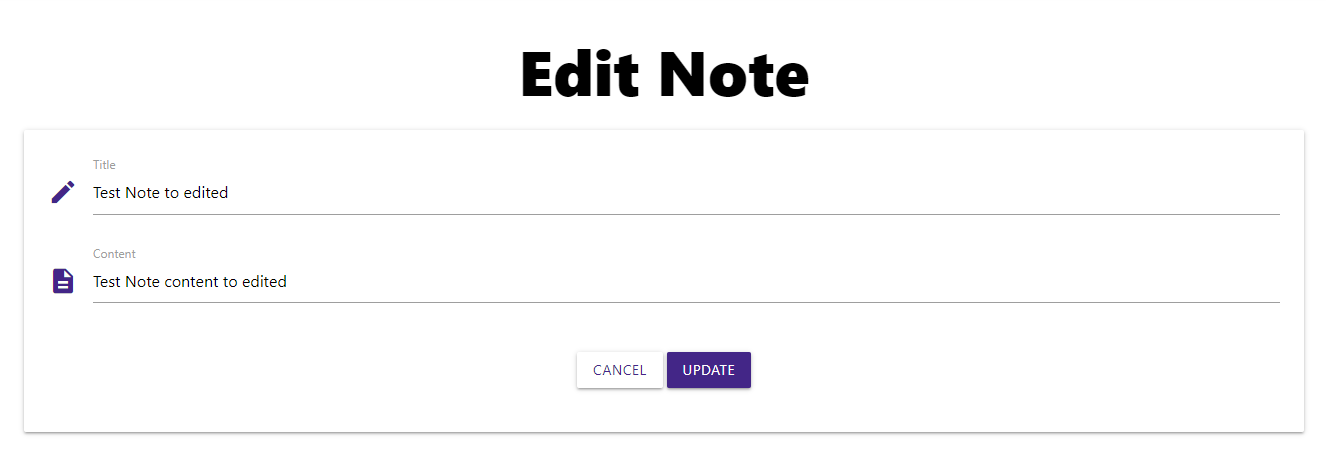 Edit Note
Title
Test Note to edited
Content
Test Note content to edited
CANCEL UPDATE